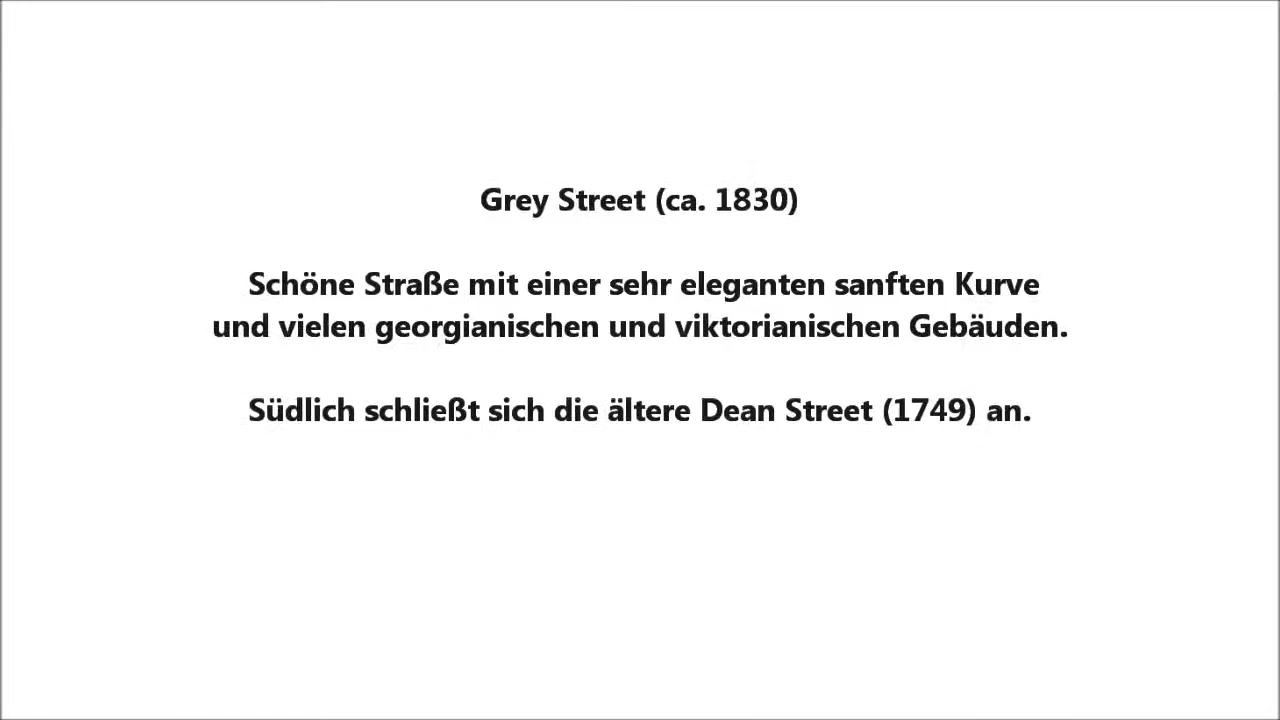 Grey Street (ca. 1830)
Schöne Straße mit einer sehr eleganten sanften Kurve
und vielen georgianischen und viktorianischen Gebäuden.
Südlich schließt sich die ältere Dean Street (1749) an.